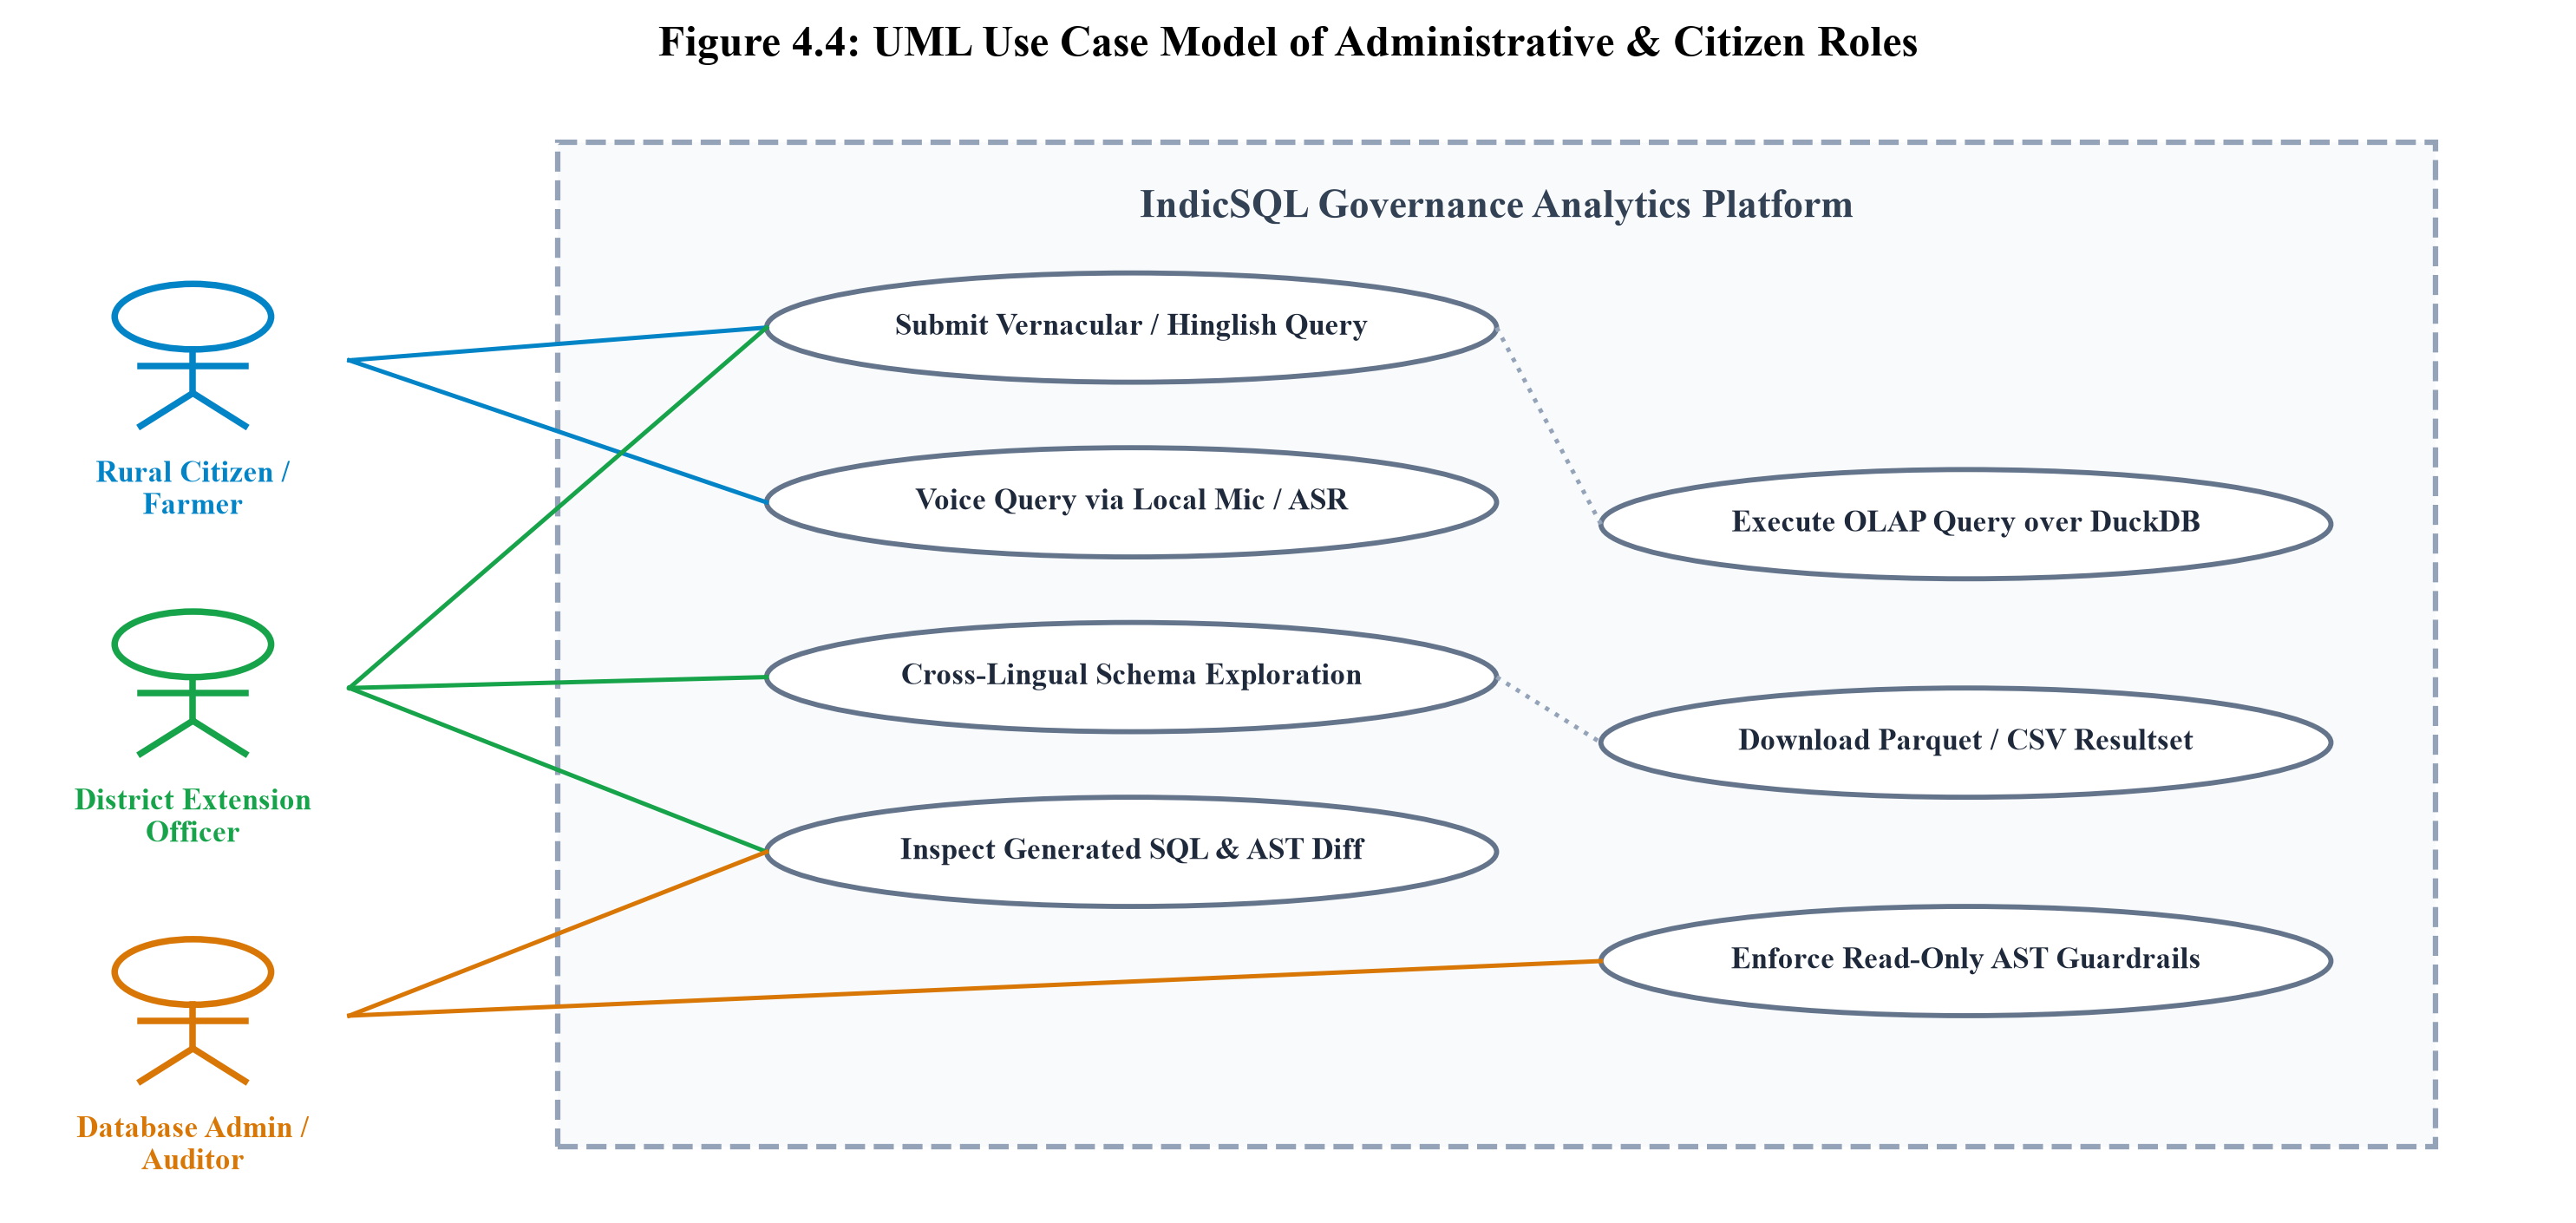 Figure 4.4: UML Use Case Model of Administrative & Citizen Roles
IndicSQL Governance Analytics Platform
Rural Citizen /
Farmer
District Extension
Officer
Database Admin /
Auditor
Submit Vernacular / Hinglish Query
Voice Query via Local Mic / ASR
Cross-Lingual Schema Exploration
Inspect Generated SQL & AST Diff
Execute OLAP Query over DuckDB
Download Parquet / CSV Resultset
Enforce Read-Only AST Guardrails